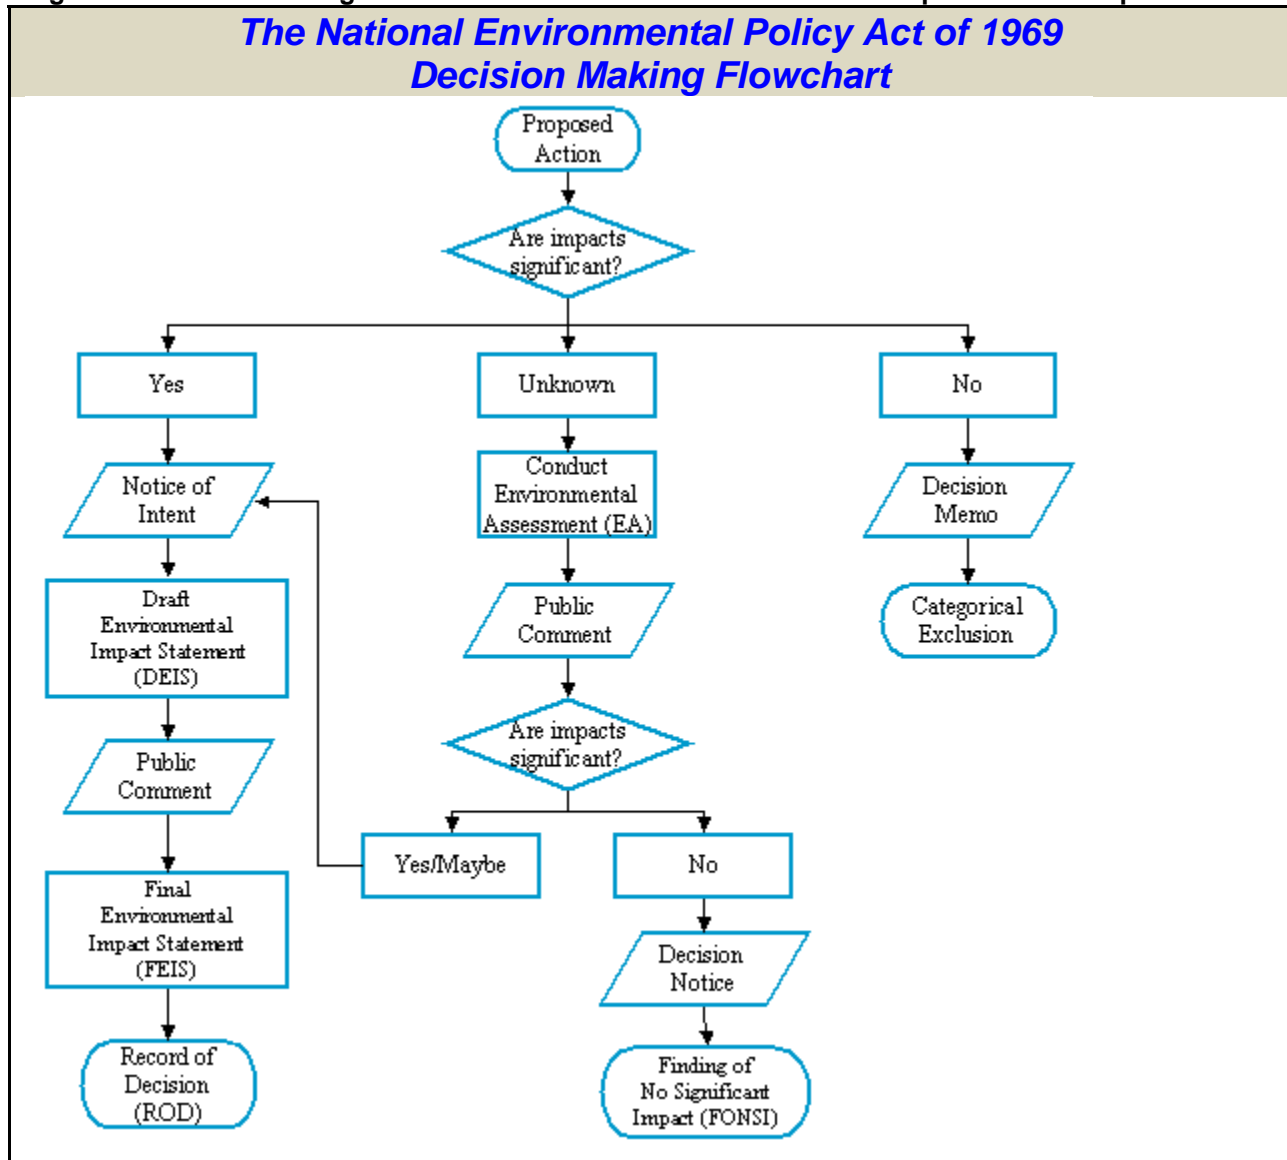 The National Environmental Policy Act of 1969
Decision Making Flowchart
Proposed
Action
Are impacts
significant?
Yes
Unknown
No
Notice of
Intent
Conduct
Environmental
Assessment (EA)
Decision
Memo
Draft
Environmental
Impact Statement
(DEIS)
Public
Comment
Categorical
Exclusion
Public
Comment
Are impacts
significant?
Yes/Maybe
No
Final
Environmental
Impact Statement
(FEIS)
Decision
Notice
Record of
Decision
(ROD)
Finding of
No Significant
Impact (FONSI)